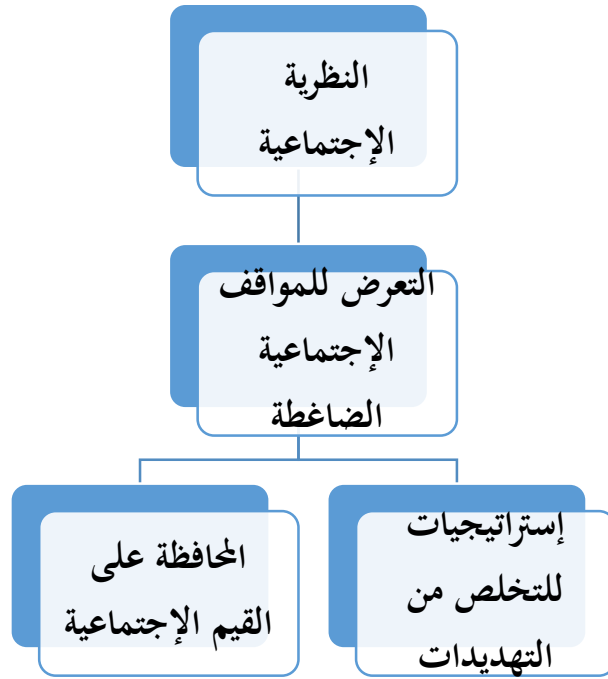 النظرية
الإجتماعية
التعرض للمواقف
الإجتماعية
الضاغطة
إستراتيجيات
للتخلص من
التهديدات
المحافظة على
القيم الإجتماعية